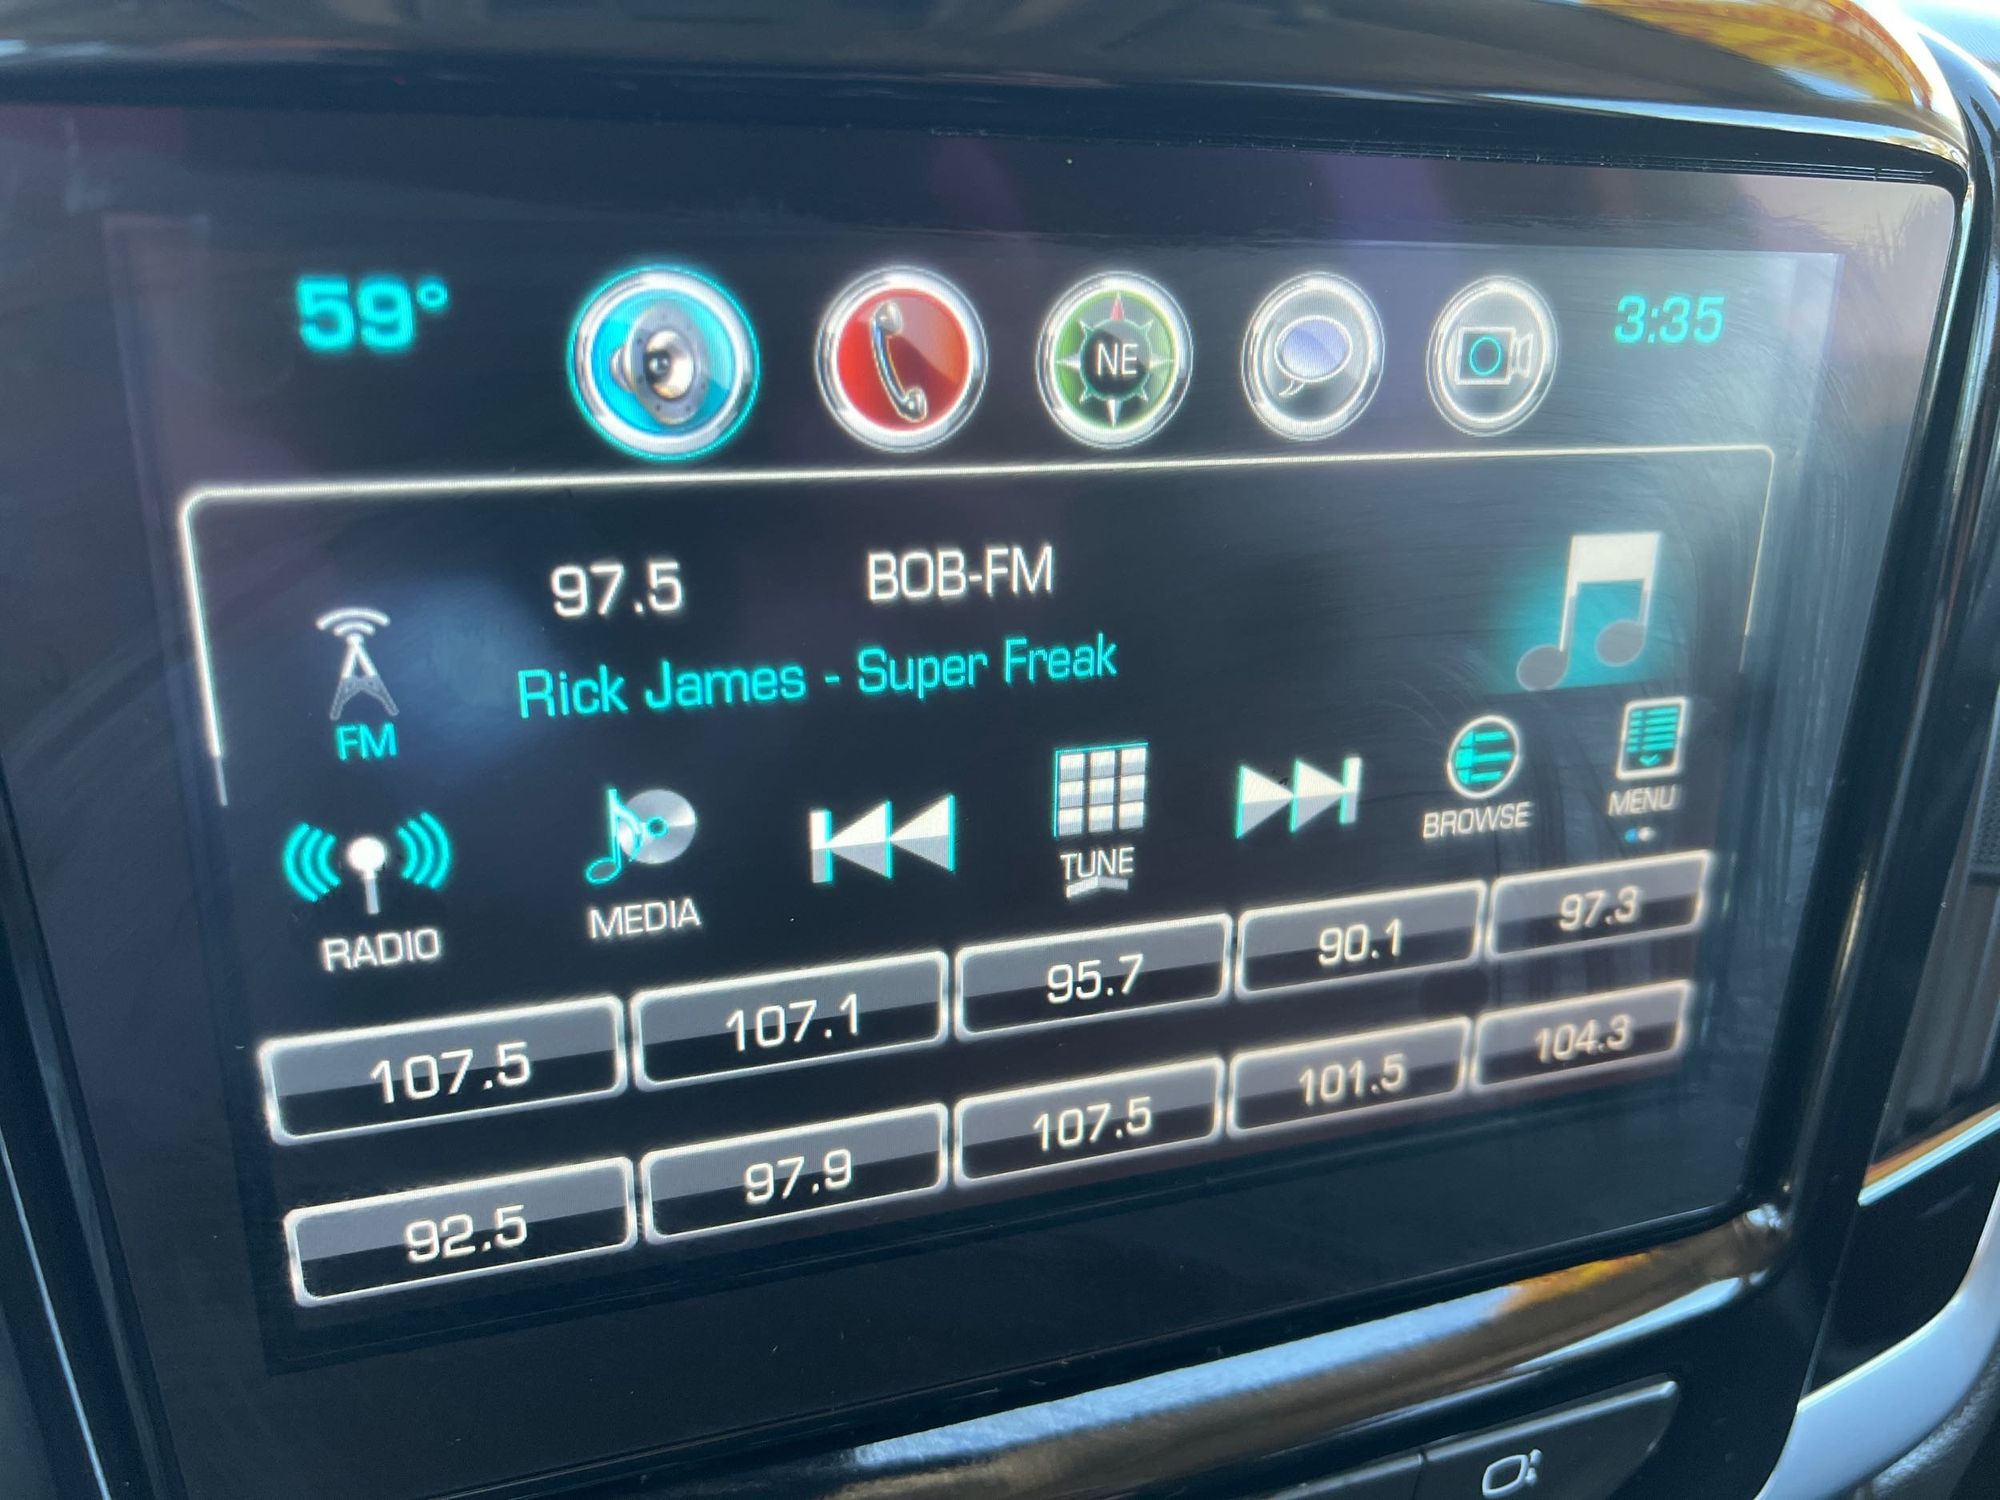 59° NE 3:35
97.5 BOB-FM
Rick James - Super Freak
FM
RADIO MEDIA TUNE BROWSE MENU
107.5 107.1 95.7 90.1 97.3
92.5 97.9 107.5 101.5 104.3